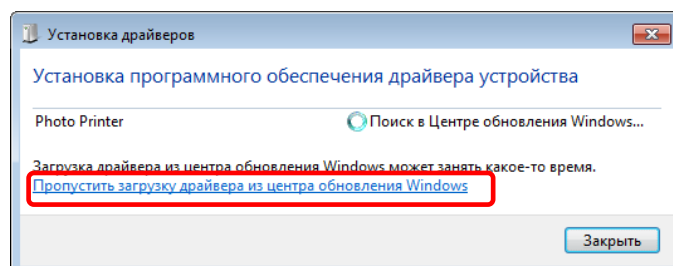 Установка драйверов
Установка программного обеспечения драйвера устройства
Photo Printer Поиск в Центре обновления Windows...
Загрузка драйвера из центра обновления Windows может занять какое-то время.
Пропустить загрузку драйвера из центра обновления Windows
Закрыть